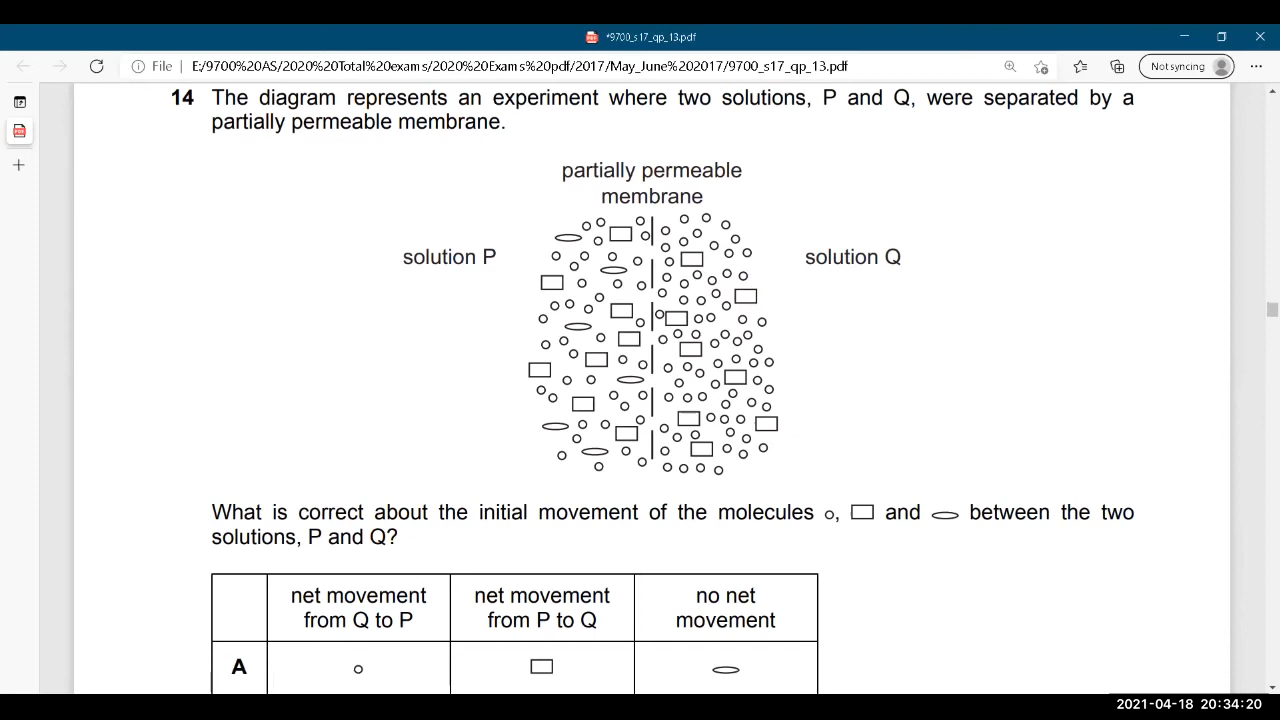 *9700_s17_qp_13.pdf
File | E:/9700%20AS/2020%20Total%20exams/2020%20Exams%20pdf/2017/May_June%202017/9700_s17_qp_13.pdf
Not syncing
14 The diagram represents an experiment where two solutions, P and Q, were separated by a
partially permeable membrane.
partially permeable
membrane
solution P
solution Q
What is correct about the initial movement of the molecules , and between the two
solutions, P and Q?
net movement
from Q to P
net movement
from P to Q
no net
movement
A
2021-04-18 20:34:20